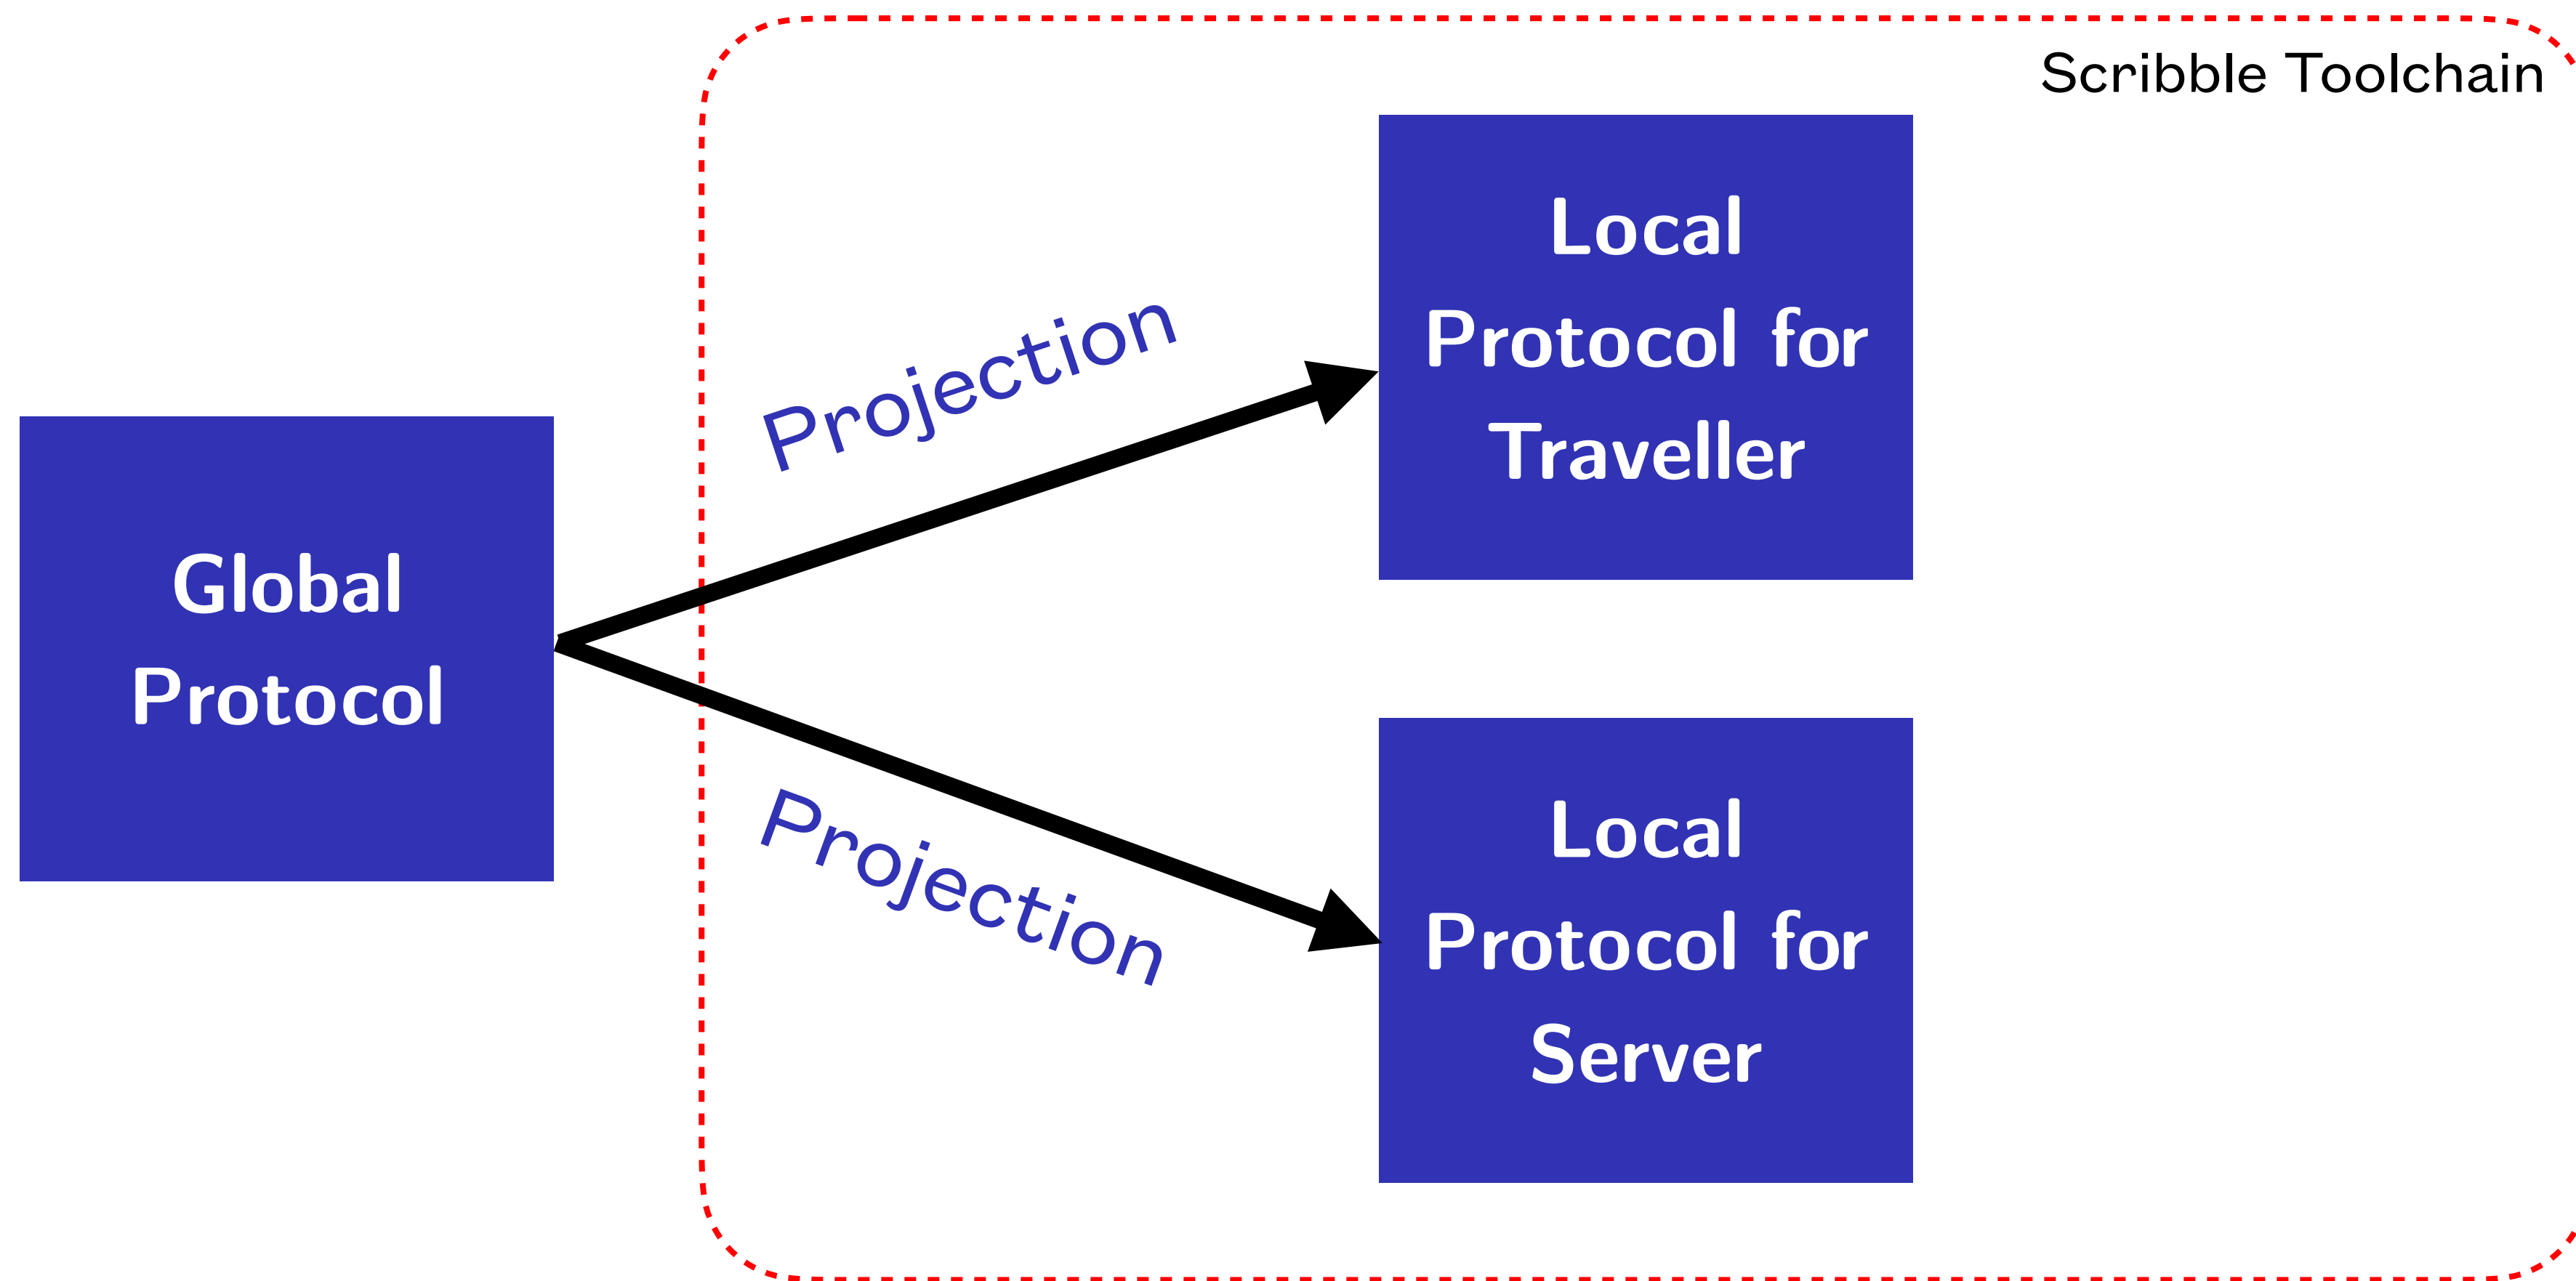 Scribble Toolchain
Global
Protocol
Projection
Projection
Local
Protocol for
Traveller
Local
Protocol for
Server